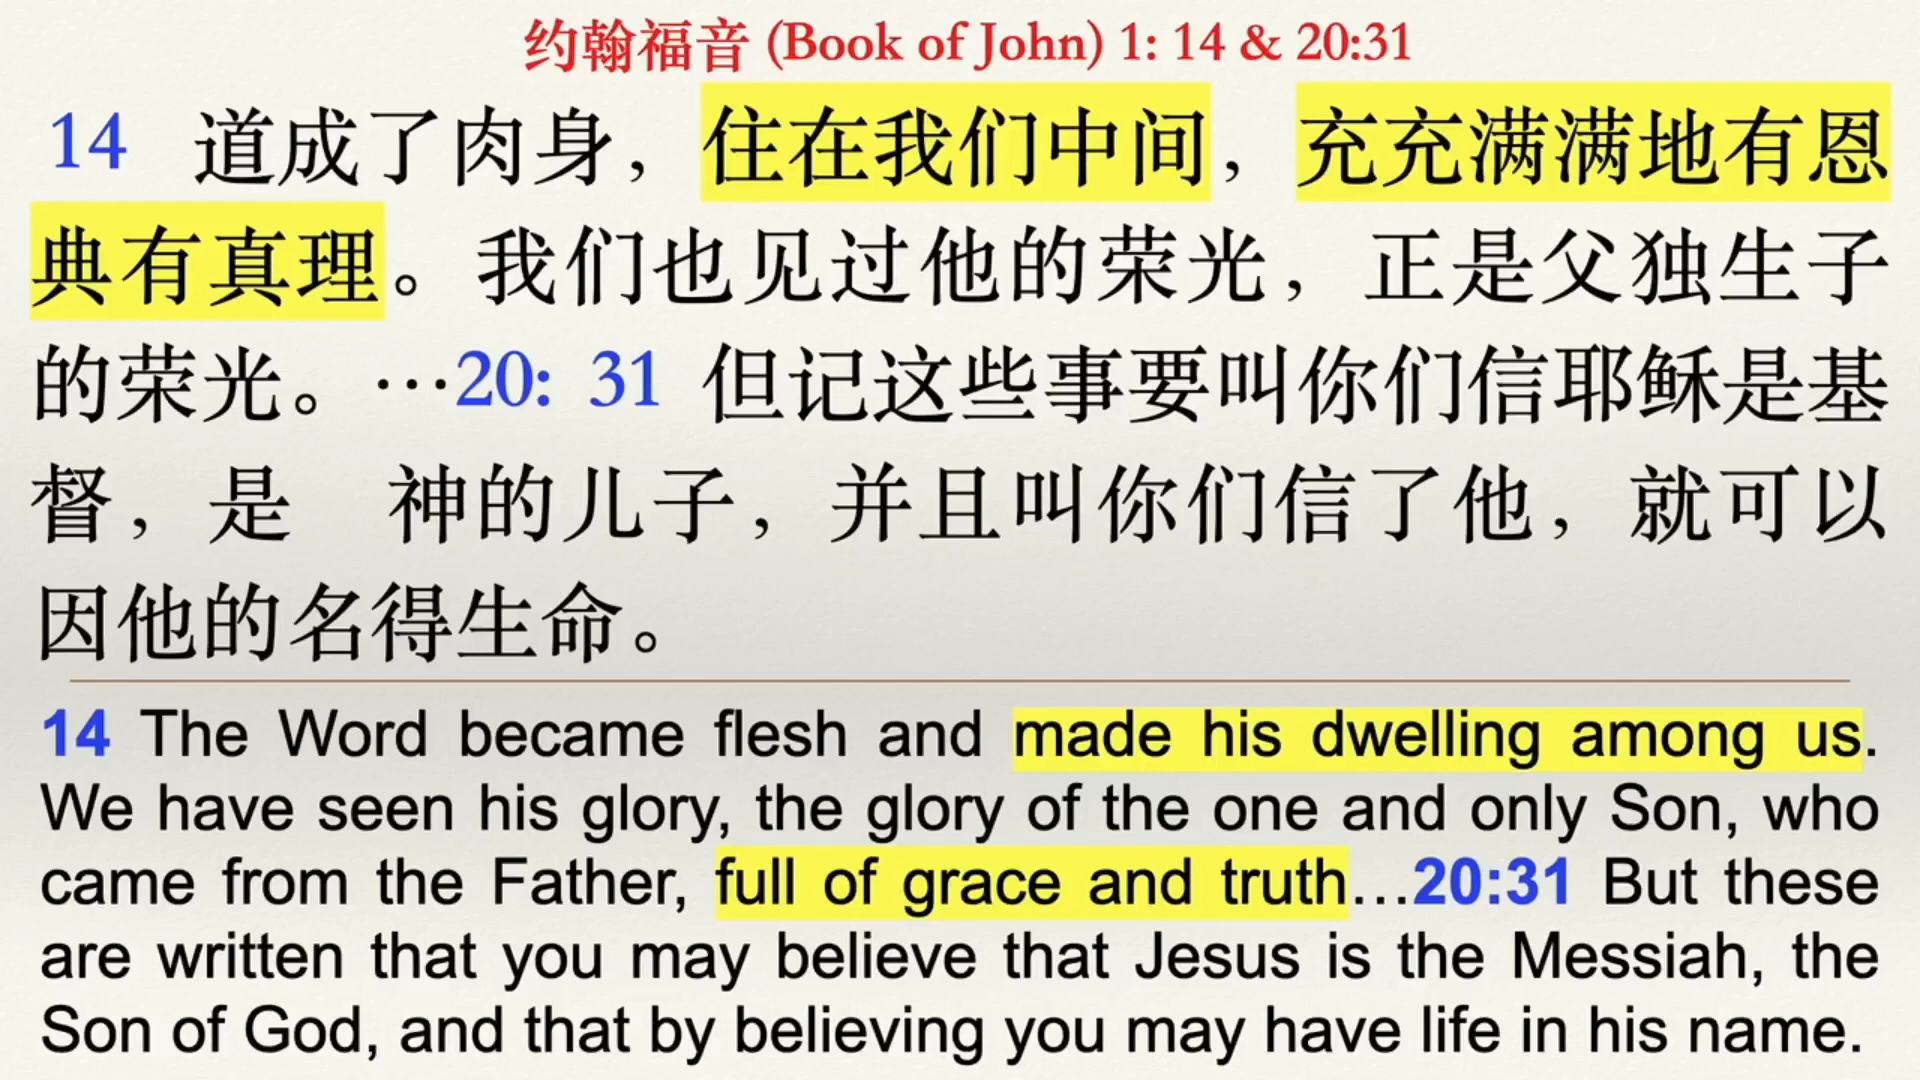 约翰福音 (Book of John) 1: 14 & 20:31
14 道成了肉身，住在我们中间，充充满满地有恩
典有真理。我们也见过他的荣光，正是父独生子
的荣光。…20: 31 但记这些事要叫你们信耶稣是基
督，是 神的儿子，并且叫你们信了他，就可以
因他的名得生命。
14 The Word became flesh and made his dwelling among us.
We have seen his glory, the glory of the one and only Son, who
came from the Father, full of grace and truth…20:31 But these
are written that you may believe that Jesus is the Messiah, the
Son of God, and that by believing you may have life in his name.